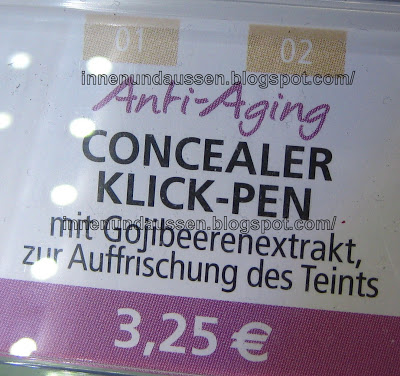 01 02
innenundaussen.blogspot.com/
Anti-Aging
CONCEALER
KLICK-PEN
innenundaussen.blogspot.com/
mit Gojibeerenextrakt,
zur Auffrischung des Teints
3,25 €